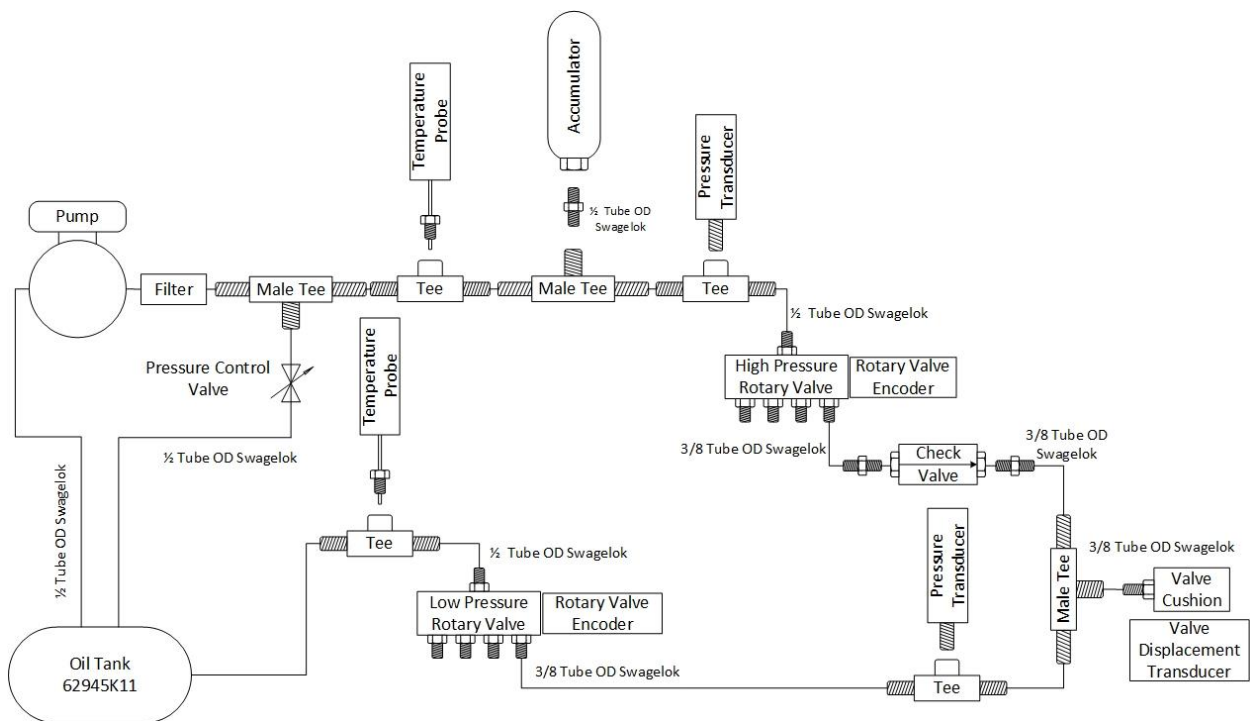 Temperature
Probe
Accumulator
Pressure
Transducer
½ Tube OD
Swagelok
Pump
Filter
Male Tee
Tee
Male Tee
Tee
½ Tube OD Swagelok
Pressure Control
Valve
Temperature
Probe
High Pressure
Rotary Valve
Rotary Valve
Encoder
½ Tube OD Swagelok
3/8 Tube OD Swagelok
3/8 Tube OD
Swagelok
Check
Valve
½ Tube OD Swagelok
Tee
½ Tube OD Swagelok
Pressure
Transducer
Male Tee
3/8 Tube OD Swagelok
Valve
Cushion
Low Pressure
Rotary Valve
Rotary Valve
Encoder
Valve
Displacement
Transducer
Oil Tank
62945K11
3/8 Tube OD Swagelok
Tee